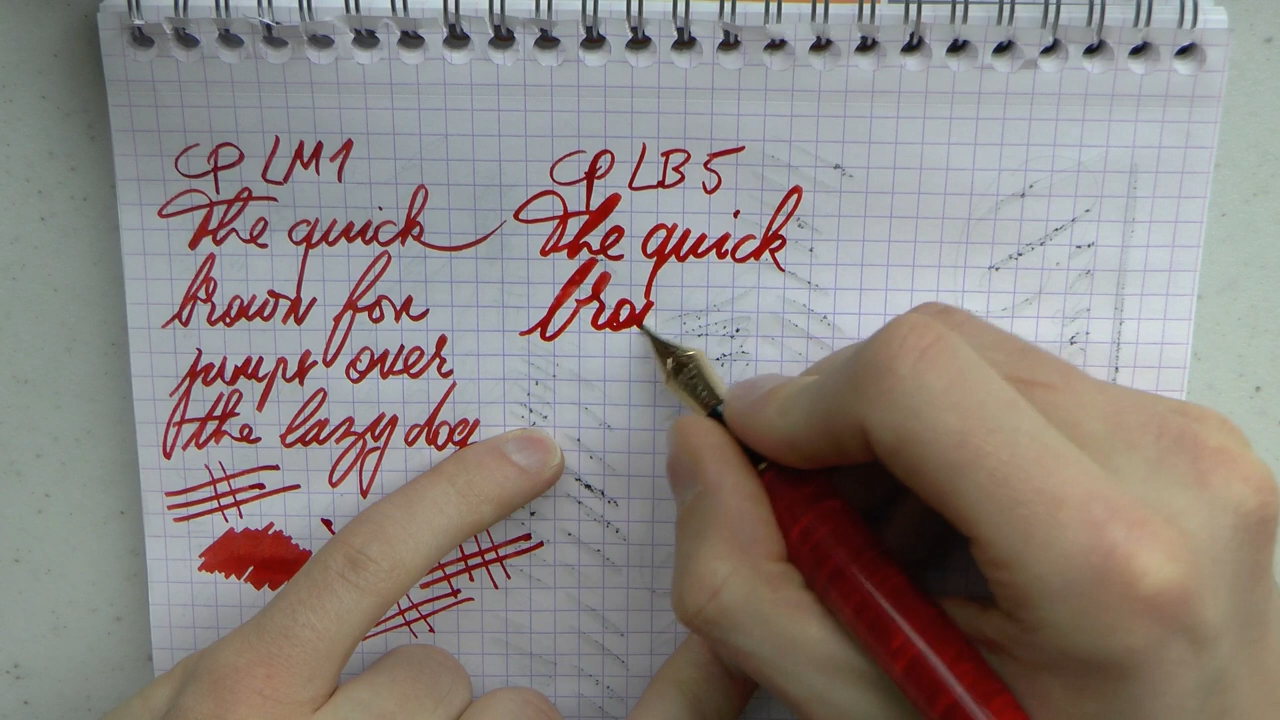 CP LM1
The quick
brown fox
jumps over
the lazy dog
CP LB5
The quick
bro